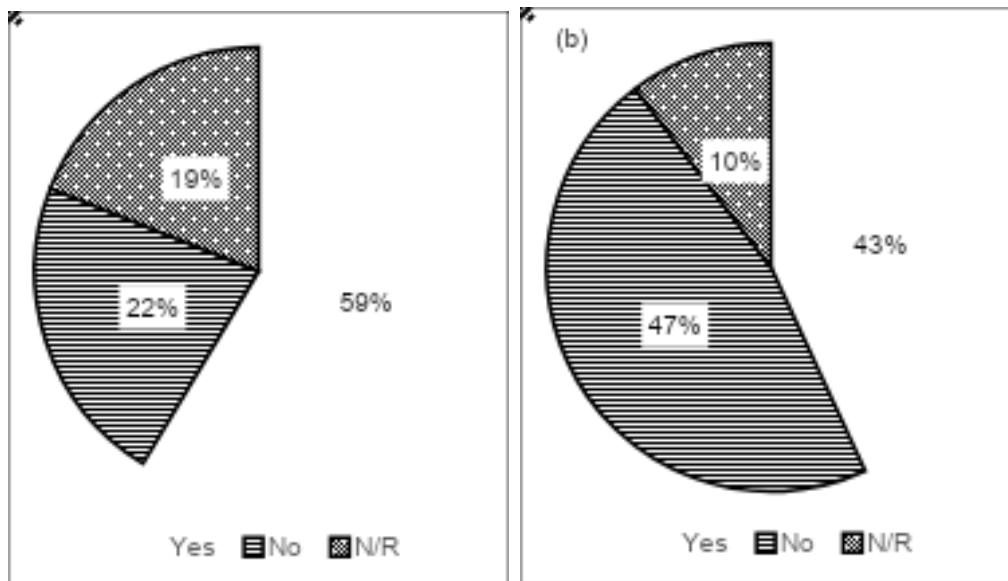 19%
22%
59%
Yes No N/R
(b)
10%
43%
47%
Yes No N/R